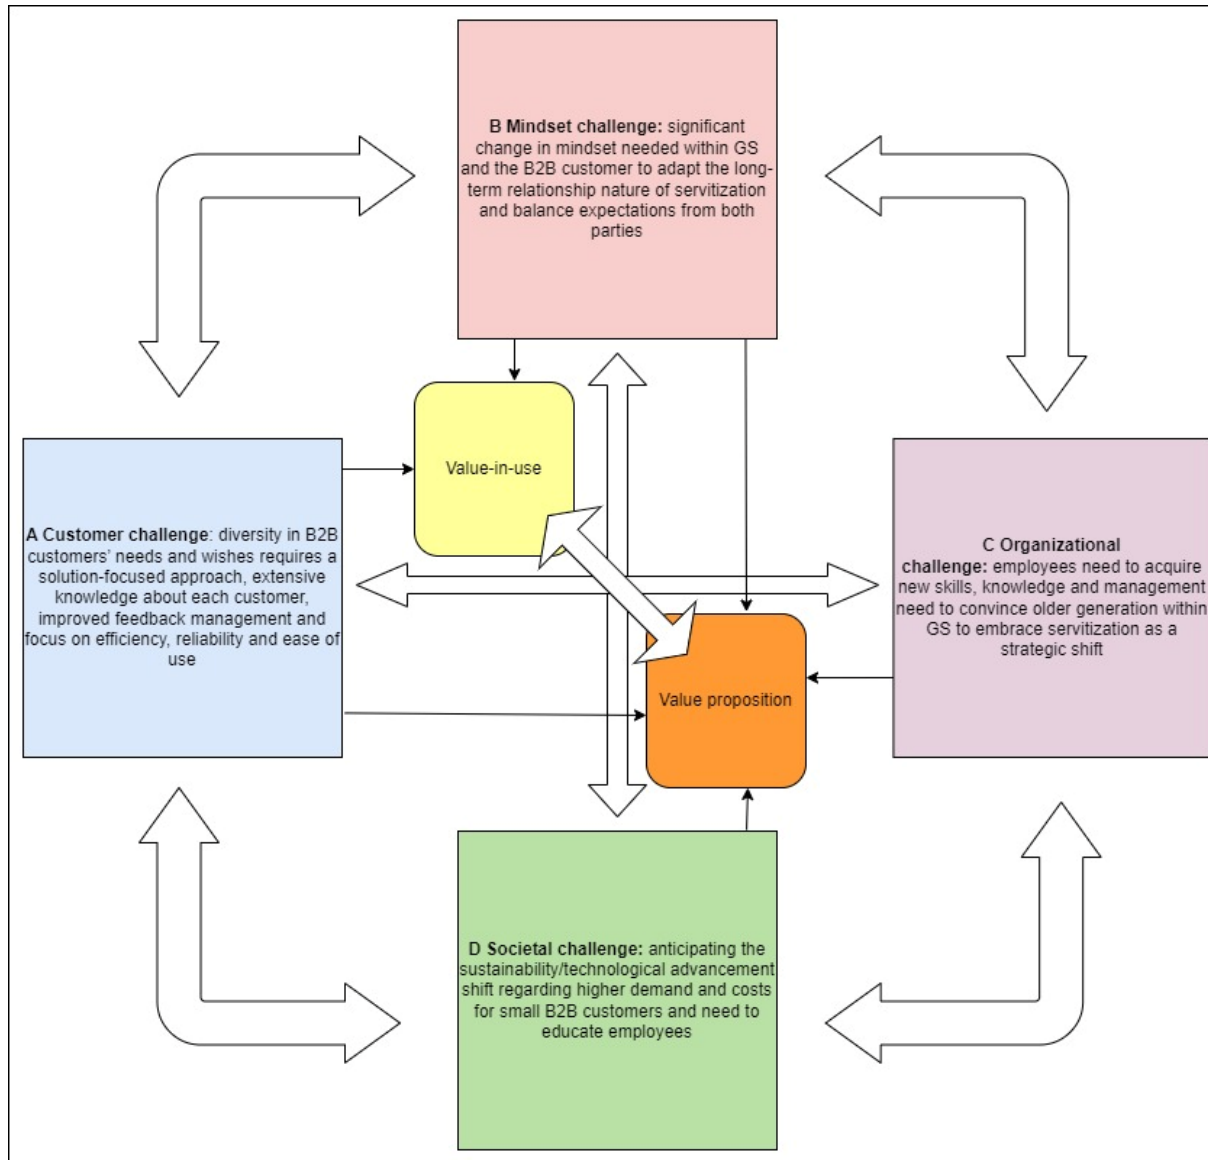 B Mindset challenge: significant
change in mindset needed within GS
and the B2B customer to adapt the long-
term relationship nature of servitization
and balance expectations from both
parties
Value-in-use
A Customer challenge: diversity in B2B
customers' needs and wishes requires a
solution-focused approach, extensive
knowledge about each customer,
improved feedback management and
focus on efficiency, reliability and ease of
use
C Organizational
challenge: employees need to acquire
new skills, knowledge and management
need to convince older generation within
GS to embrace servitization as a
strategic shift
Value proposition
D Societal challenge: anticipating the
sustainability/technological advancement
shift regarding higher demand and costs
for small B2B customers and need to
educate employees